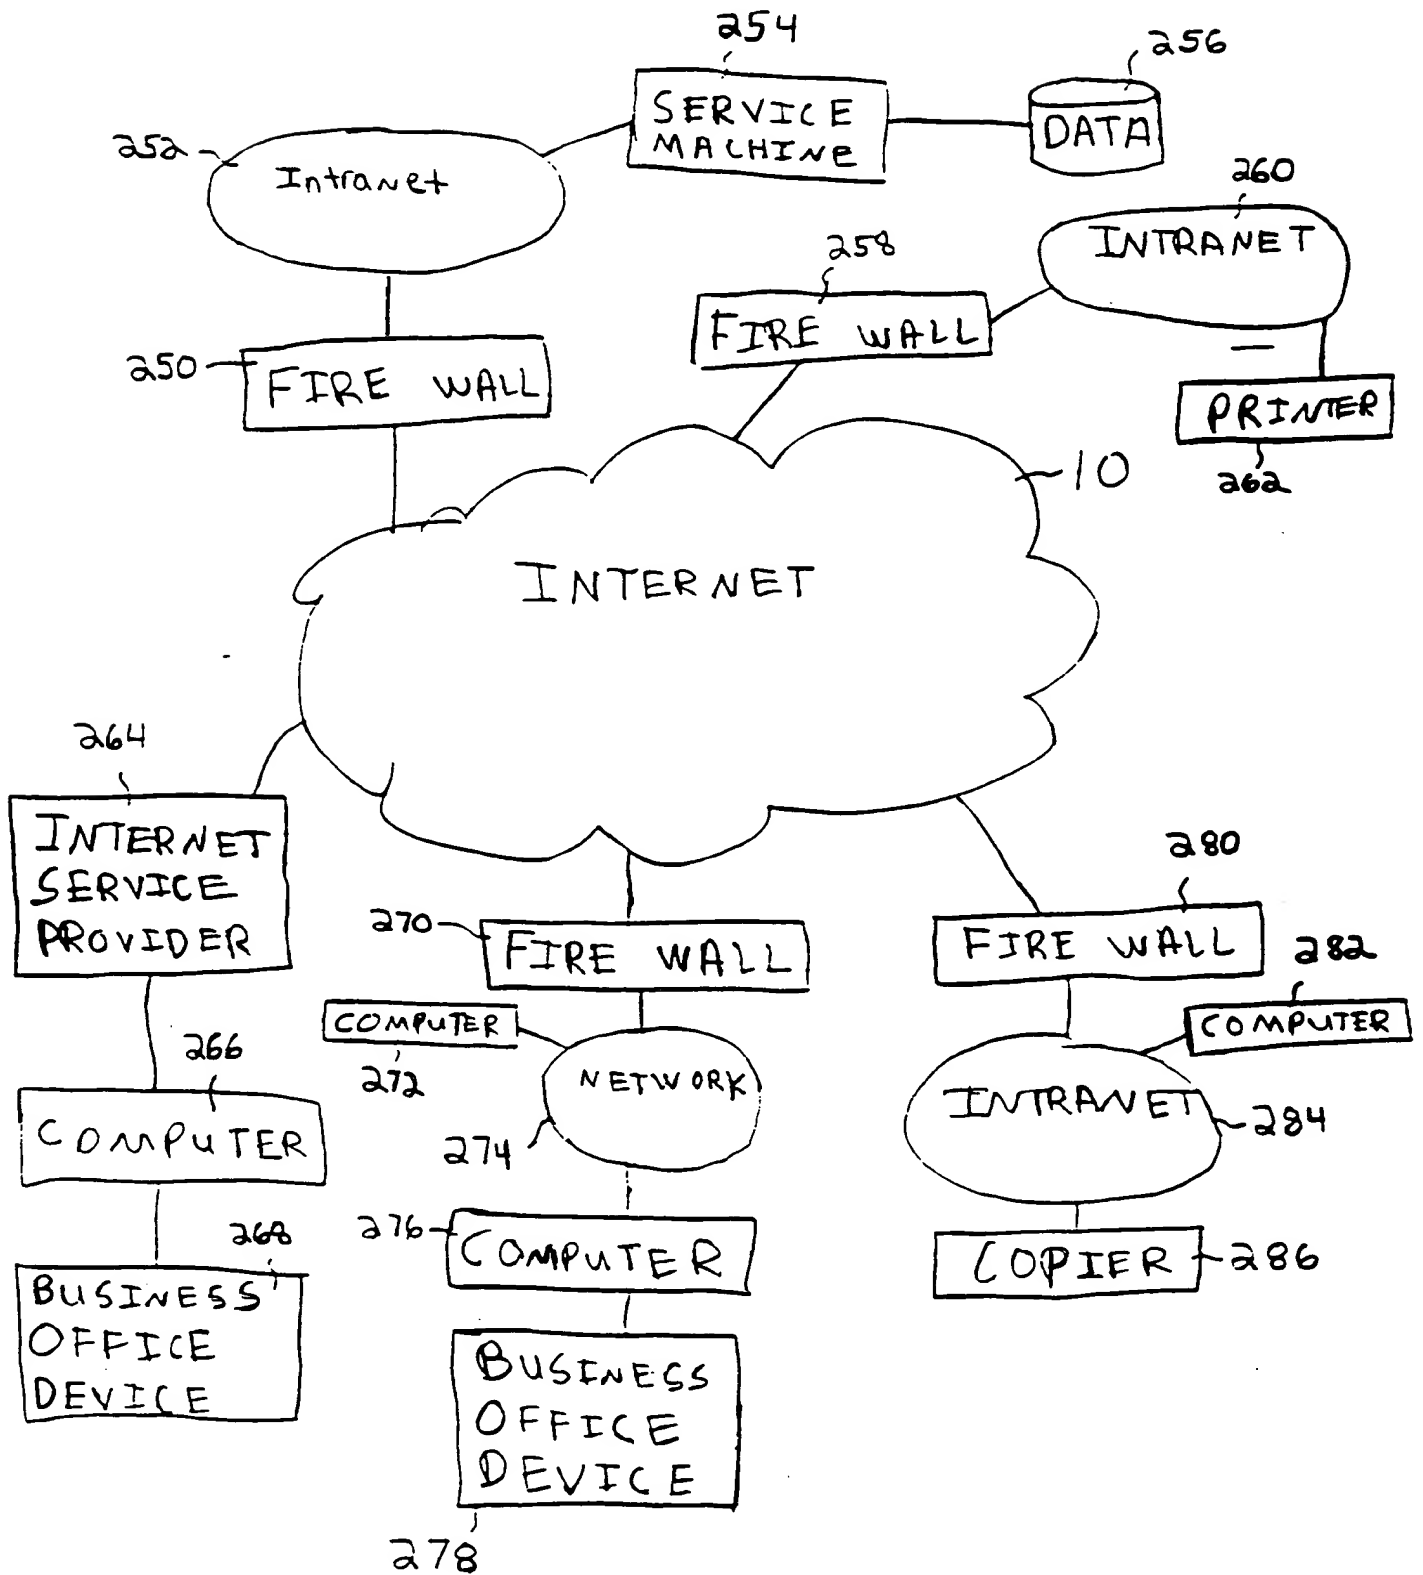 254
256
SERVICE
MACHINE
DATA
252
Intranet
260
INTRANET
258
FIRE WALL
250
FIRE WALL
PRINTER
262
10
INTERNET
264
INTERNET
SERVICE
PROVIDER
280
270
FIRE WALL
FIRE WALL
282
COMPUTER
COMPUTER
266
272
NETWORK
INTRANET
284
COMPUTER
274
276
268
COMPUTER
COPIER
286
BUSINESS
OFFICE
DEVICE
BUSINESS
OFFICE
DEVICE
278